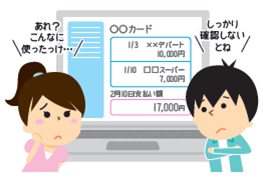 あれ？
こんなに
使ったっけ…
しっかり
確認しない
とね
〇〇カード
1/3 ××デパート
10,000円
1/10 □□スーパー
7,000円
2月10日支払い額
17,000円